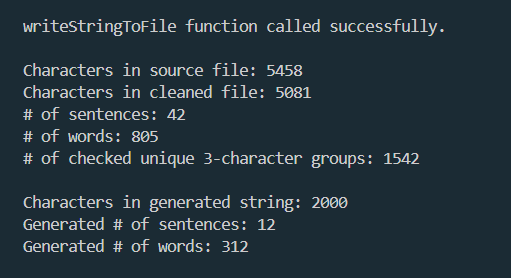 writeStringToFile function called successfully.
Characters in source file: 5458
Characters in cleaned file: 5081
# of sentences: 42
# of words: 805
# of checked unique 3-character groups: 1542
Characters in generated string: 2000
Generated # of sentences: 12
Generated # of words: 312